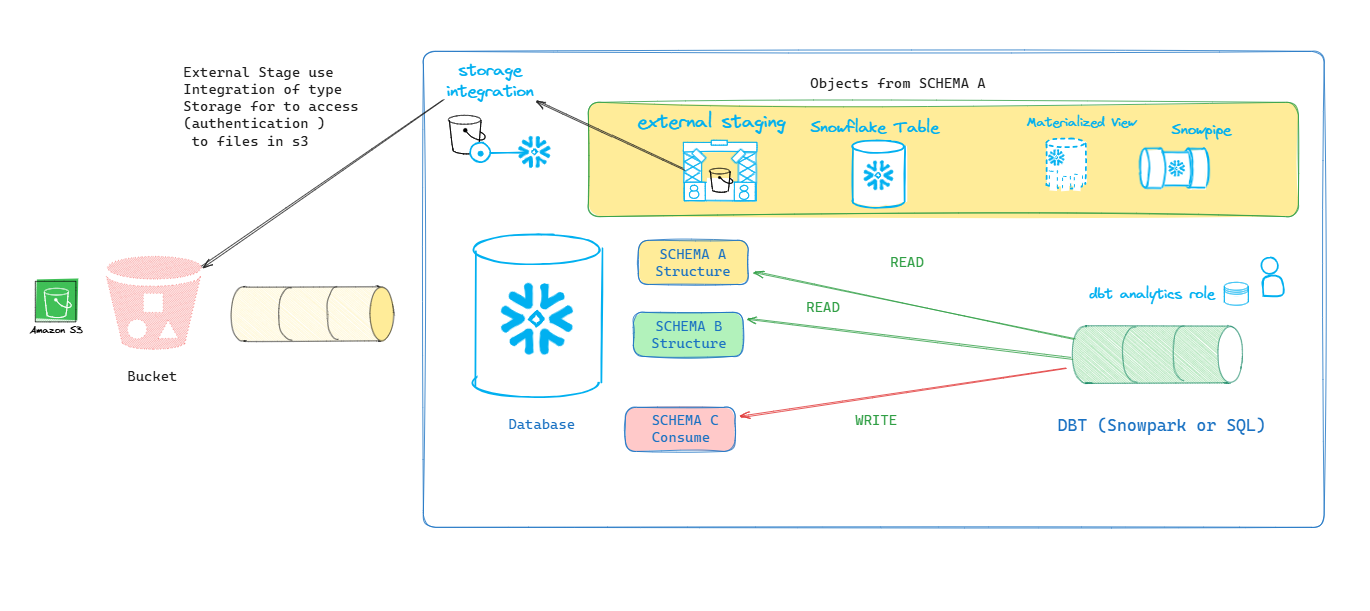 External Stage use
Integration of type
Storage for to access
(authentication )
to files in s3
storage
integration
Objects from SCHEMA A
external staging
Snowflake Table
Materialized View
Snowpipe
SCHEMA A
Structure
READ
dbt analytics role
READ
SCHEMA B
Structure
Amazon S3
Bucket
Database
SCHEMA C
Consume
WRITE
DBT (Snowpark or SQL)